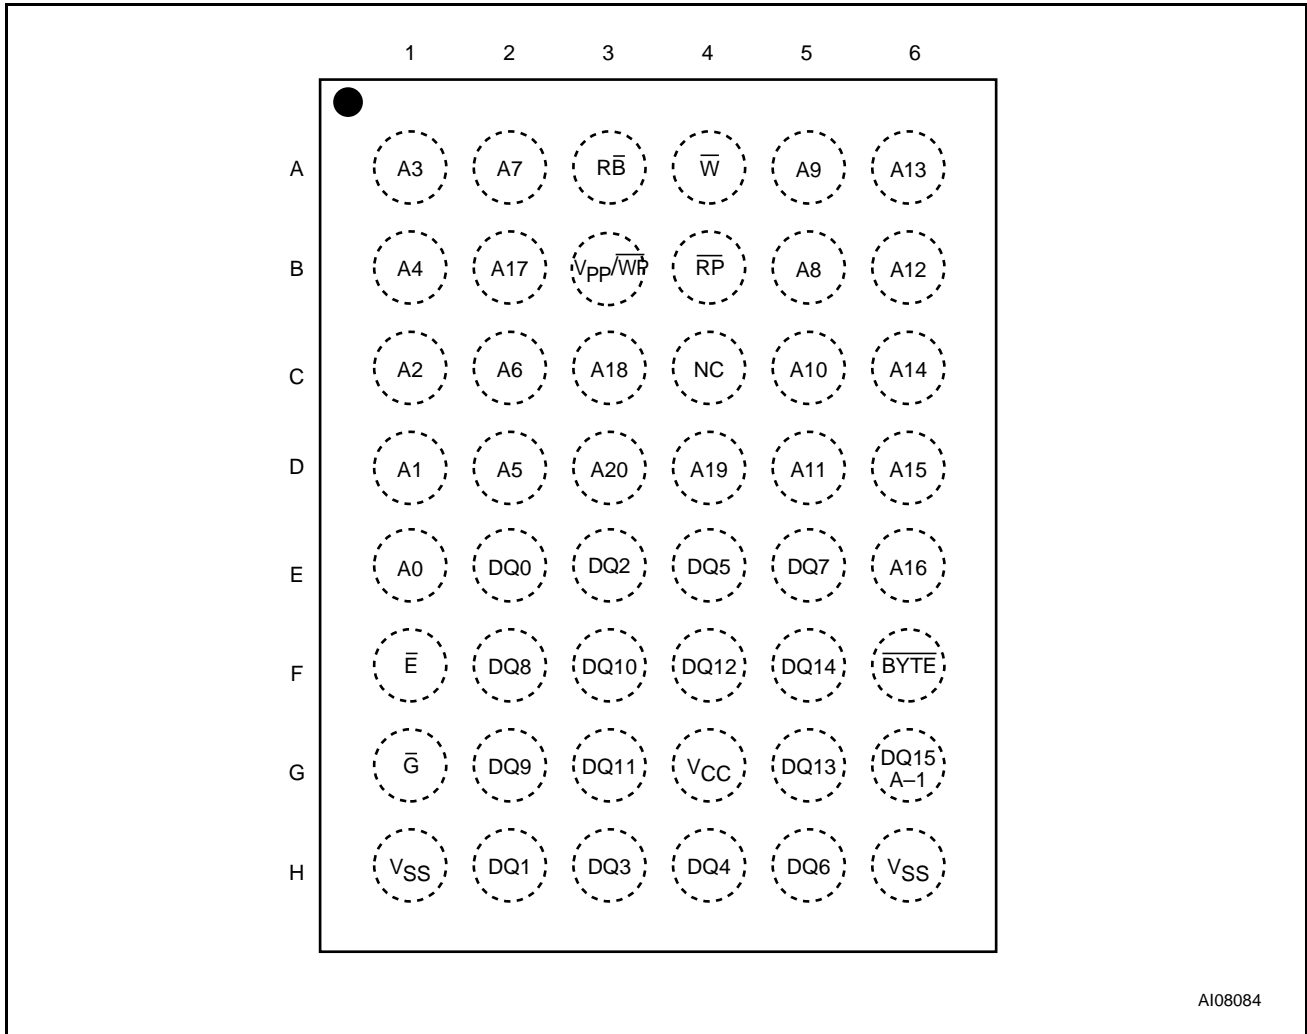 1 2 3 4 5 6
A A3 A7 RB̅ W̅ A9 A13
B A4 A17 VPP/W̅P̅ R̅P̅ A8 A12
C A2 A6 A18 NC A10 A14
D A1 A5 A20 A19 A11 A15
E A0 DQ0 DQ2 DQ5 DQ7 A16
F E̅ DQ8 DQ10 DQ12 DQ14 B̅Y̅T̅E̅
G G̅ DQ9 DQ11 VCC DQ13 DQ15
A–1
H VSS DQ1 DQ3 DQ4 DQ6 VSS
AI08084